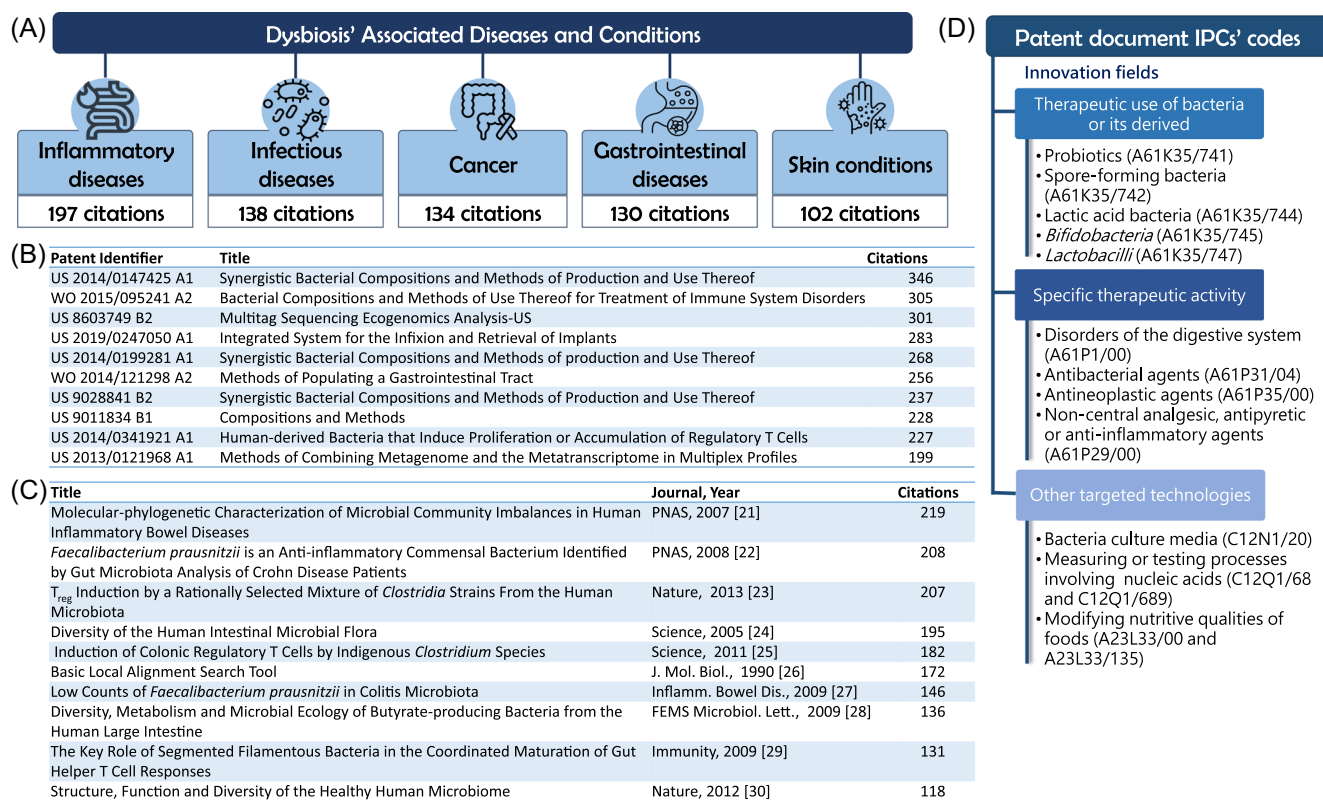 (A)
Dysbiosis' Associated Diseases and Conditions
Inflammatory
diseases
197 citations
Infectious
diseases
138 citations
Cancer
134 citations
Gastrointestinal
diseases
130 citations
Skin conditions
102 citations
(B)
Patent Identifier Title Citations
US 2014/0147425 A1 Synergistic Bacterial Compositions and Methods of Production and Use Thereof 346
WO 2015/095241 A2 Bacterial Compositions and Methods of Use Thereof for Treatment of Immune System Disorders 305
US 8603749 B2 Multitag Sequencing Ecogenomics Analysis-US 301
US 2019/0247050 A1 Integrated System for the Infixion and Retrieval of Implants 283
US 2014/0199281 A1 Synergistic Bacterial Compositions and Methods of production and Use Thereof 268
WO 2014/121298 A2 Methods of Populating a Gastrointestinal Tract 256
US 9028841 B2 Synergistic Bacterial Compositions and Methods of Production and Use Thereof 237
US 9011834 B1 Compositions and Methods 228
US 2014/0341921 A1 Human-derived Bacteria that Induce Proliferation or Accumulation of Regulatory T Cells 227
US 2013/0121968 A1 Methods of Combining Metagenome and the Metatranscriptome in Multiplex Profiles 199
(C)
Title Journal, Year Citations
Molecular-phylogenetic Characterization of Microbial Community Imbalances in Human PNAS, 2007 [21] 219
Inflammatory Bowel Diseases
Faecalibacterium prausnitzii is an Anti-inflammatory Commensal Bacterium Identified PNAS, 2008 [22] 208
by Gut Microbiota Analysis of Crohn Disease Patients
Treg Induction by a Rationally Selected Mixture of Clostridia Strains From the Human Nature, 2013 [23] 207
Microbiota
Diversity of the Human Intestinal Microbial Flora Science, 2005 [24] 195
Induction of Colonic Regulatory T Cells by Indigenous Clostridium Species Science, 2011 [25] 182
Basic Local Alignment Search Tool J. Mol. Biol., 1990 [26] 172
Low Counts of Faecalibacterium prausnitzii in Colitis Microbiota Inflamm. Bowel Dis., 2009 [27] 146
Diversity, Metabolism and Microbial Ecology of Butyrate-producing Bacteria from the FEMS Microbiol. Lett., 2009 [28] 136
Human Large Intestine
The Key Role of Segmented Filamentous Bacteria in the Coordinated Maturation of Gut Immunity, 2009 [29] 131
Helper T Cell Responses
Structure, Function and Diversity of the Healthy Human Microbiome Nature, 2012 [30] 118
(D)
Patent document IPCs' codes
Innovation fields
Therapeutic use of bacteria
or its derived
• Probiotics (A61K35/741)
• Spore-forming bacteria
(A61K35/742)
• Lactic acid bacteria (A61K35/744)
• Bifidobacteria (A61K35/745)
• Lactobacilli (A61K35/747)
Specific therapeutic activity
• Disorders of the digestive system
(A61P1/00)
• Antibacterial agents (A61P31/04)
• Antineoplastic agents (A61P35/00)
• Non-central analgesic, antipyretic
or anti-inflammatory agents
(A61P29/00)
Other targeted technologies
• Bacteria culture media (C12N1/20)
• Measuring or testing processes
involving nucleic acids (C12Q1/68
and C12Q1/689)
• Modifying nutritive qualities of
foods (A23L33/00 and
A23L33/135)